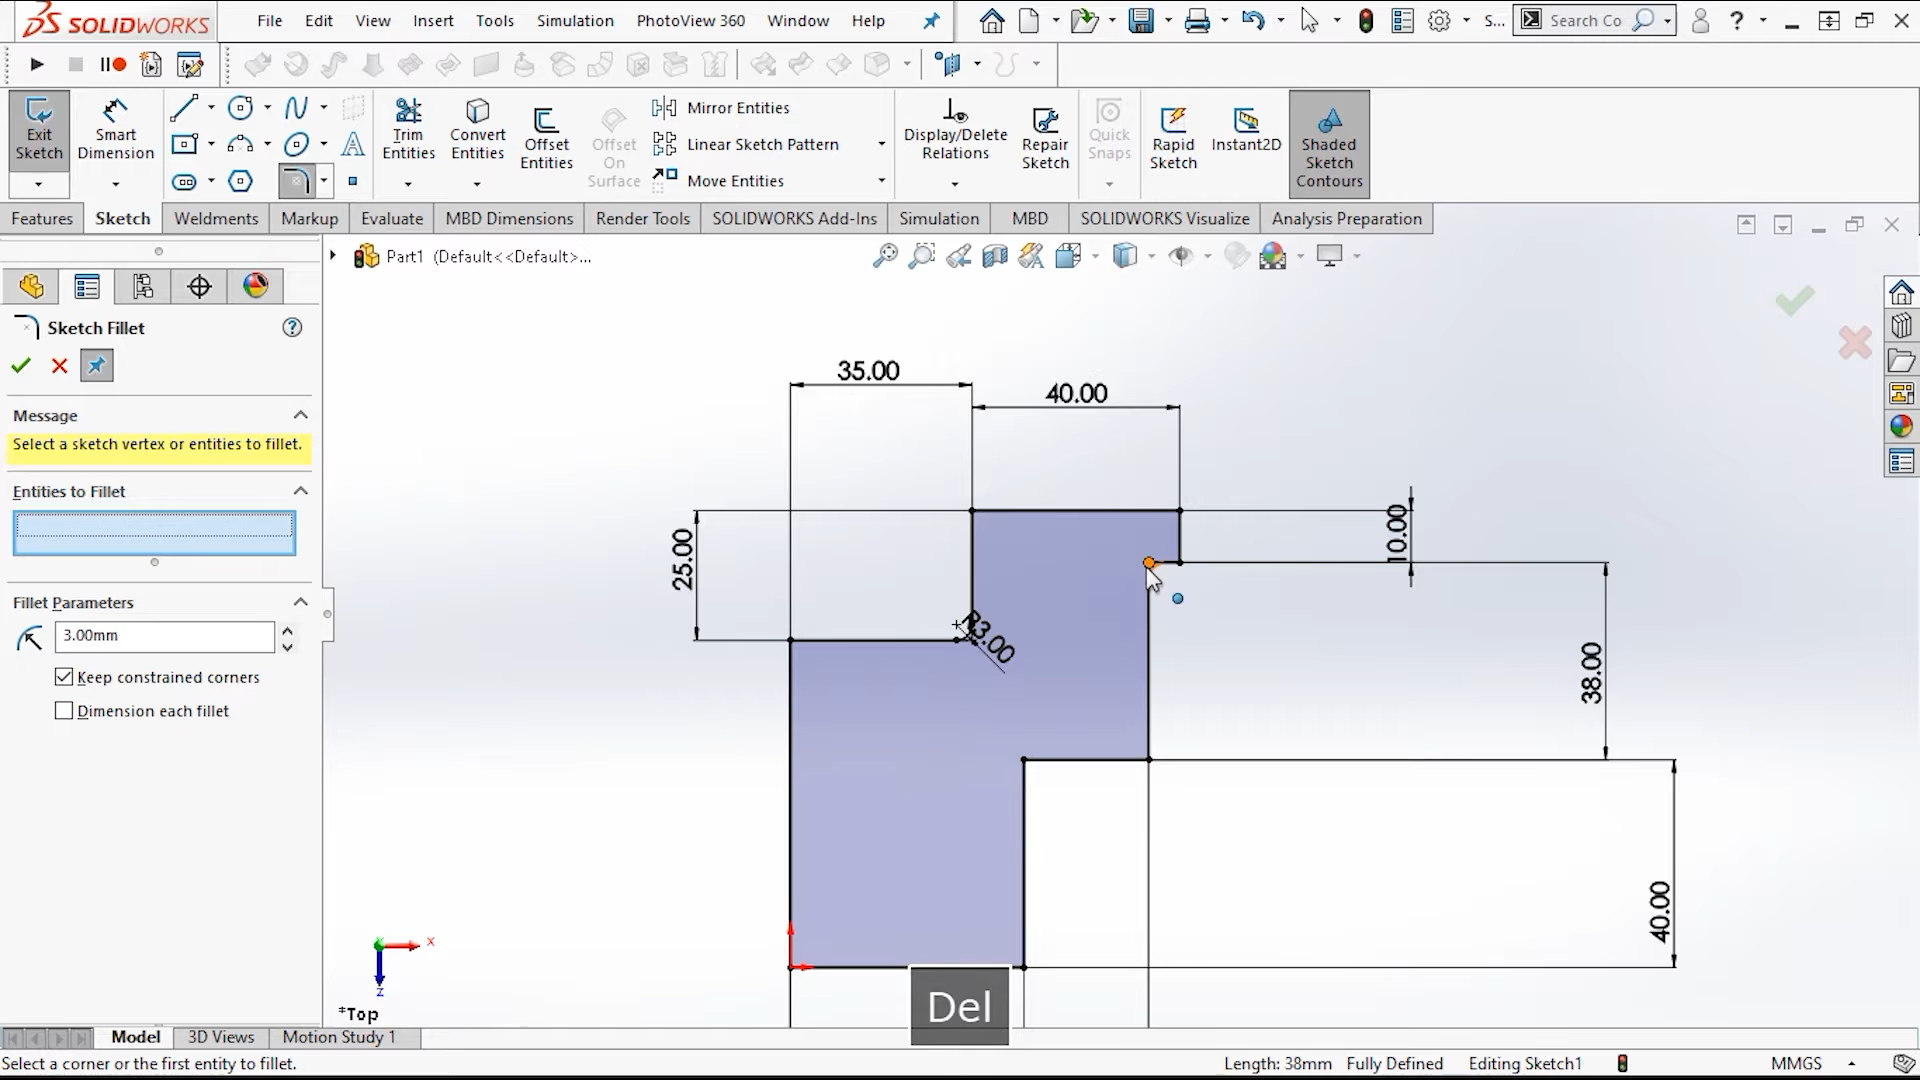 SOLIDWORKS
File Edit View Insert Tools Simulation PhotoView 360 Window Help
S...
Search Co
?
Exit Sketch
Smart Dimension
Trim Entities
Convert Entities
Offset Entities
Offset On Surface
Mirror Entities
Linear Sketch Pattern
Move Entities
Display/Delete Relations
Repair Sketch
Quick Snaps
Rapid Sketch
Instant2D
Shaded Sketch Contours
Features Sketch Weldments Markup Evaluate MBD Dimensions Render Tools SOLIDWORKS Add-Ins Simulation MBD SOLIDWORKS Visualize Analysis Preparation
Part1 (Default<<Default>...
Sketch Fillet
?
Message
Select a sketch vertex or entities to fillet.
Entities to Fillet
Fillet Parameters
3.00mm
Keep constrained corners
Dimension each fillet
35.00
40.00
25.00
10.00
R3.00
38.00
40.00
x
z
*Top
Del
Model 3D Views Motion Study 1
Select a corner or the first entity to fillet.
Length: 38mm Fully Defined Editing Sketch1 MMGS